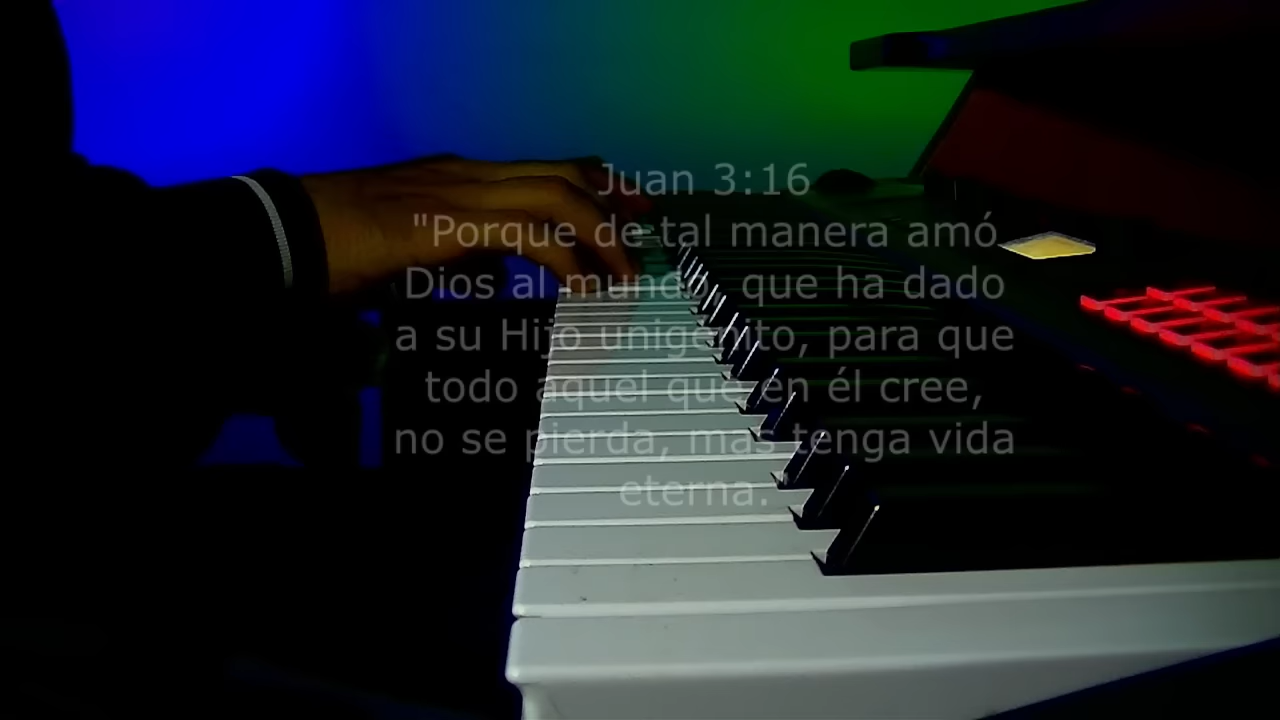 Juan 3:16
"Porque de tal manera amó
Dios al mundo, que ha dado
a su Hijo unigénito, para que
todo aquel que en él cree,
no se pierda, mas tenga vida
eterna.